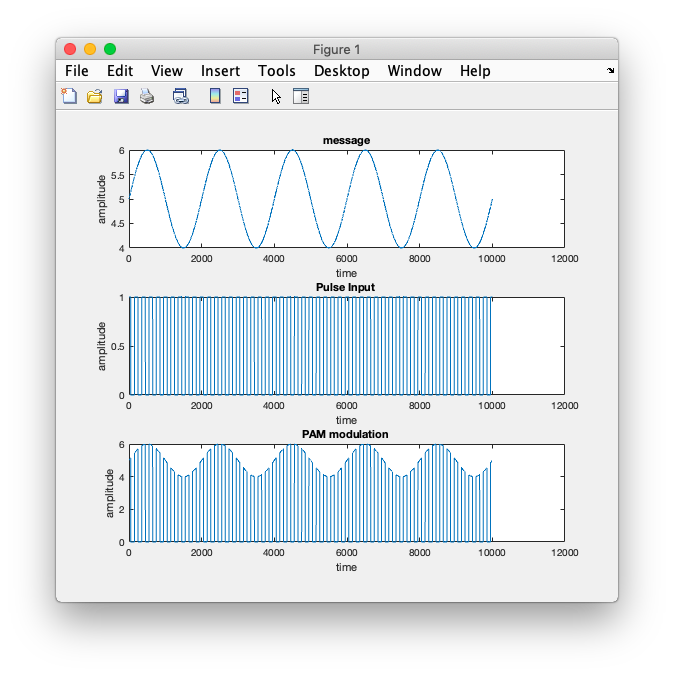 Figure 1
File Edit View Insert Tools Desktop Window Help
message
6
5.5
5
4.5
4
amplitude
0 2000 4000 6000 8000 10000 12000
time
Pulse Input
1
0.5
0
amplitude
0 2000 4000 6000 8000 10000 12000
time
PAM modulation
6
4
2
0
amplitude
0 2000 4000 6000 8000 10000 12000
time